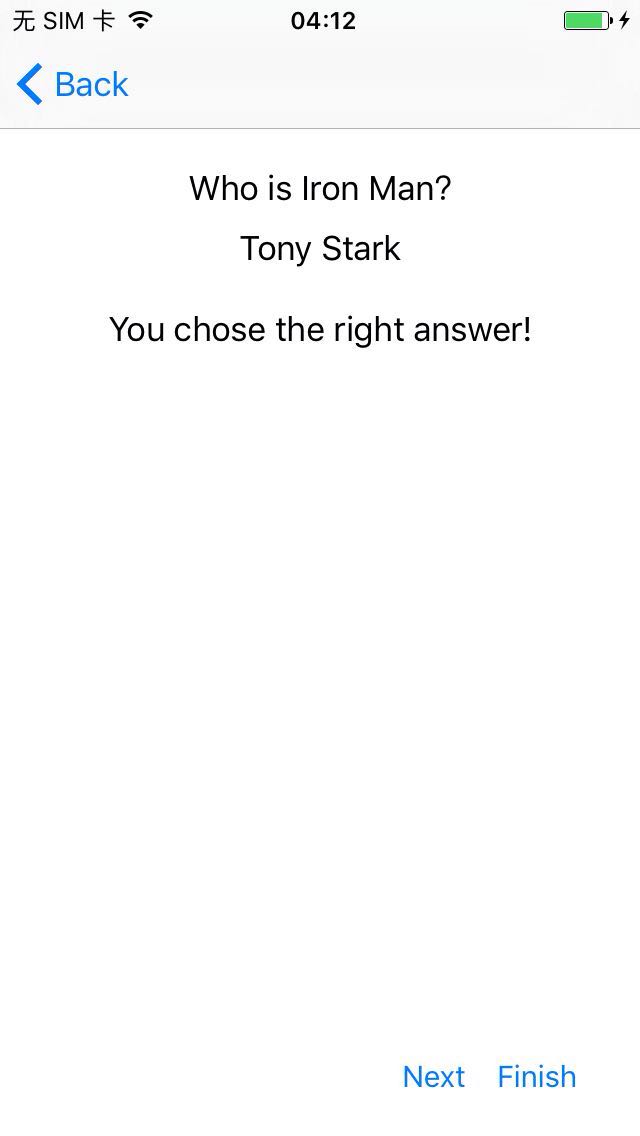 无 SIM 卡 04:12
Back
Who is Iron Man?
Tony Stark
You chose the right answer!
Next Finish